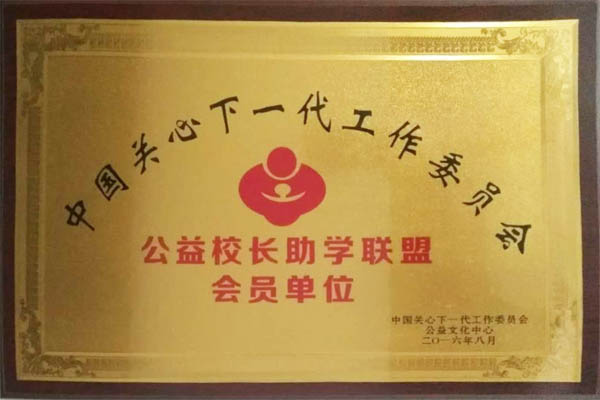 中国关心下一代工作委员会
公益校长助学联盟
会员单位
中国关心下一代工作委员会
公益文化中心
二〇一六年八月